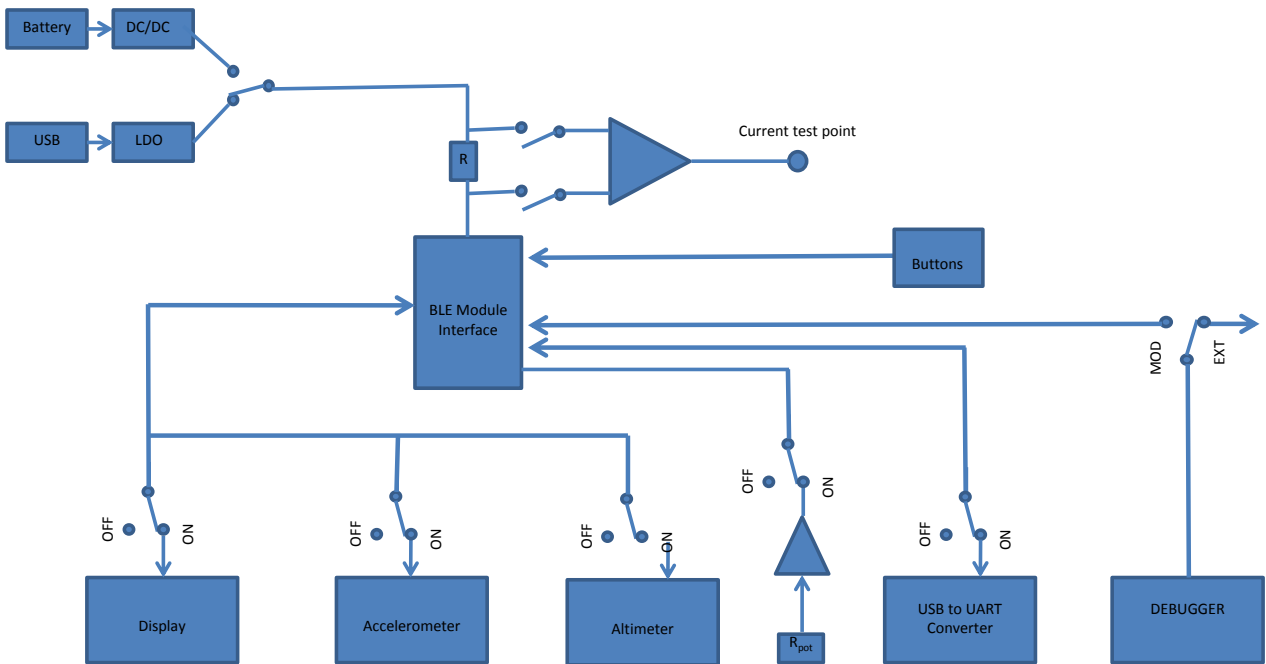 Battery
DC/DC
USB
LDO
R
Current test point
Buttons
BLE Module
Interface
MOD
EXT
OFF
ON
OFF
ON
OFF
ON
OFF
ON
OFF
ON
Display
Accelerometer
Altimeter
Rpot
USB to UART
Converter
DEBUGGER